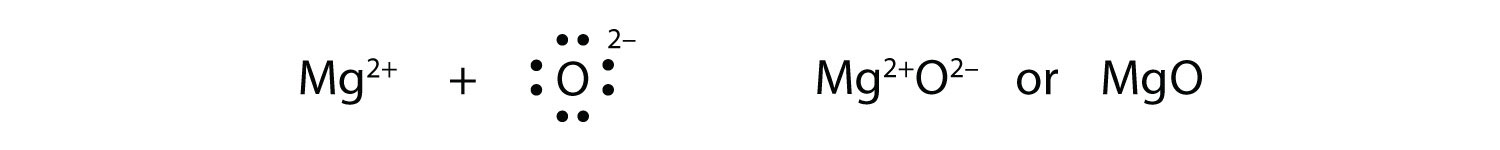 Mg²⁺ + O²⁻ Mg²⁺O²⁻ or MgO